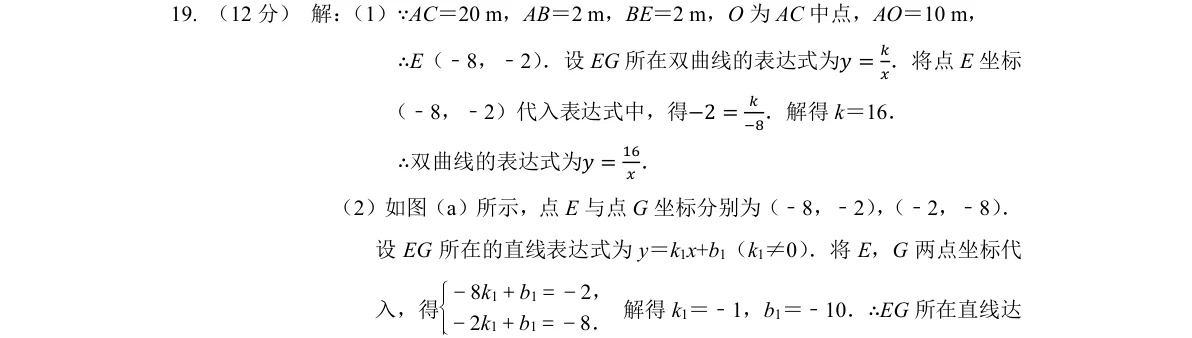 19. （12 分） 解：（1）∵AC＝20 m，AB＝2 m，BE＝2 m，O 为 AC 中点，AO＝10 m，
∴E（﹣8，﹣2）．设 EG 所在双曲线的表达式为y = k/x．将点 E 坐标
（﹣8，﹣2）代入表达式中，得−2 = k/−8．解得 k＝16．
∴双曲线的表达式为y = 16/x．
（2）如图（a）所示，点 E 与点 G 坐标分别为（﹣8，﹣2），（﹣2，﹣8）．
设 EG 所在的直线表达式为 y＝k₁x+b₁（k₁≠0）．将 E，G 两点坐标代
入，得{－8k₁ + b₁ = －2， －2k₁ + b₁ = －8． 解得 k₁＝﹣1，b₁＝﹣10．∴EG 所在直线达